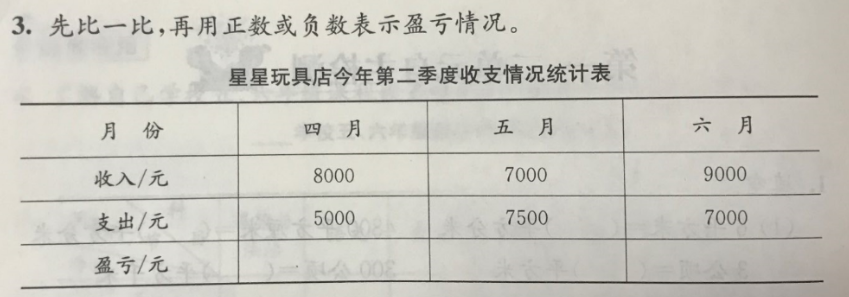 3. 先比一比,再用正数或负数表示盈亏情况。
星星玩具店今年第二季度收支情况统计表
月 份 四 月 五 月 六 月
收入/元 8000 7000 9000
支出/元 5000 7500 7000
盈亏/元